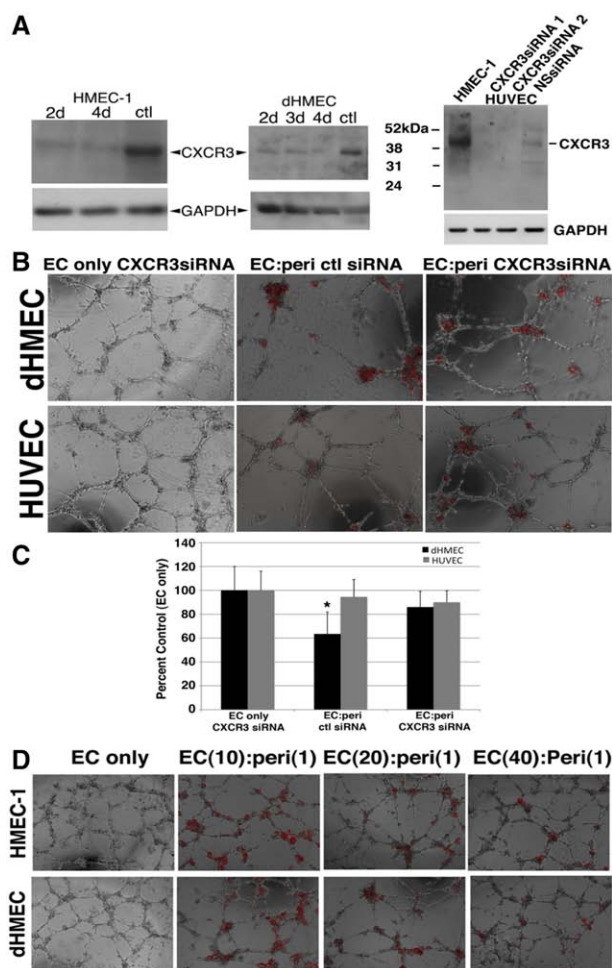 A
HMEC-1
2d 4d ctl
dHMEC
2d 3d 4d ctl
HMEC-1
CXCR3siRNA 1
CXCR3siRNA 2
NSsiRNA
HUVEC
CXCR3
52kDa
38
31
24
CXCR3
GAPDH
GAPDH
B
EC only CXCR3siRNA EC:peri ctl siRNA EC:peri CXCR3siRNA
dHMEC
HUVEC
C
Percent Control (EC only)
140
120
100
80
60
40
20
0
dHMEC
HUVEC
*
EC only CXCR3 siRNA
EC:peri ctl siRNA
EC:peri CXCR3 siRNA
D
EC only EC(10):peri(1) EC(20):peri(1) EC(40):Peri(1)
HMEC-1
dHMEC